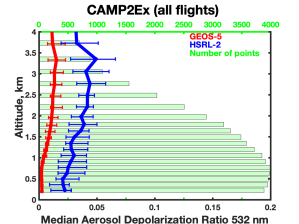 CAMP2Ex (all flights)
0 500 1000 1500 2000 2500 3000 3500 4000
GEOS-5
HSRL-2
Number of points
4
3.5
3
2.5
2
1.5
1
0.5
0
Altitude, km
0 0.05 0.1 0.15 0.2
Median Aerosol Depolarization Ratio 532 nm